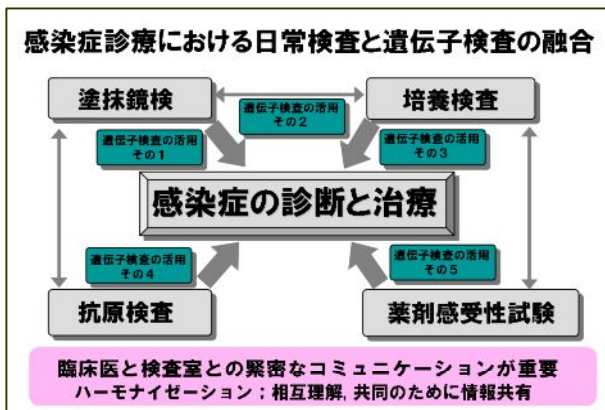 感染症診療における日常検査と遺伝子検査の融合
塗抹鏡検
遺伝子検査の活用
その2
培養検査
遺伝子検査の活用
その1
遺伝子検査の活用
その3
感染症の診断と治療
遺伝子検査の活用
その4
遺伝子検査の活用
その5
抗原検査
薬剤感受性試験
臨床医と検査室との緊密なコミュニケーションが重要
ハーモナイゼーション;相互理解,共同のために情報共有